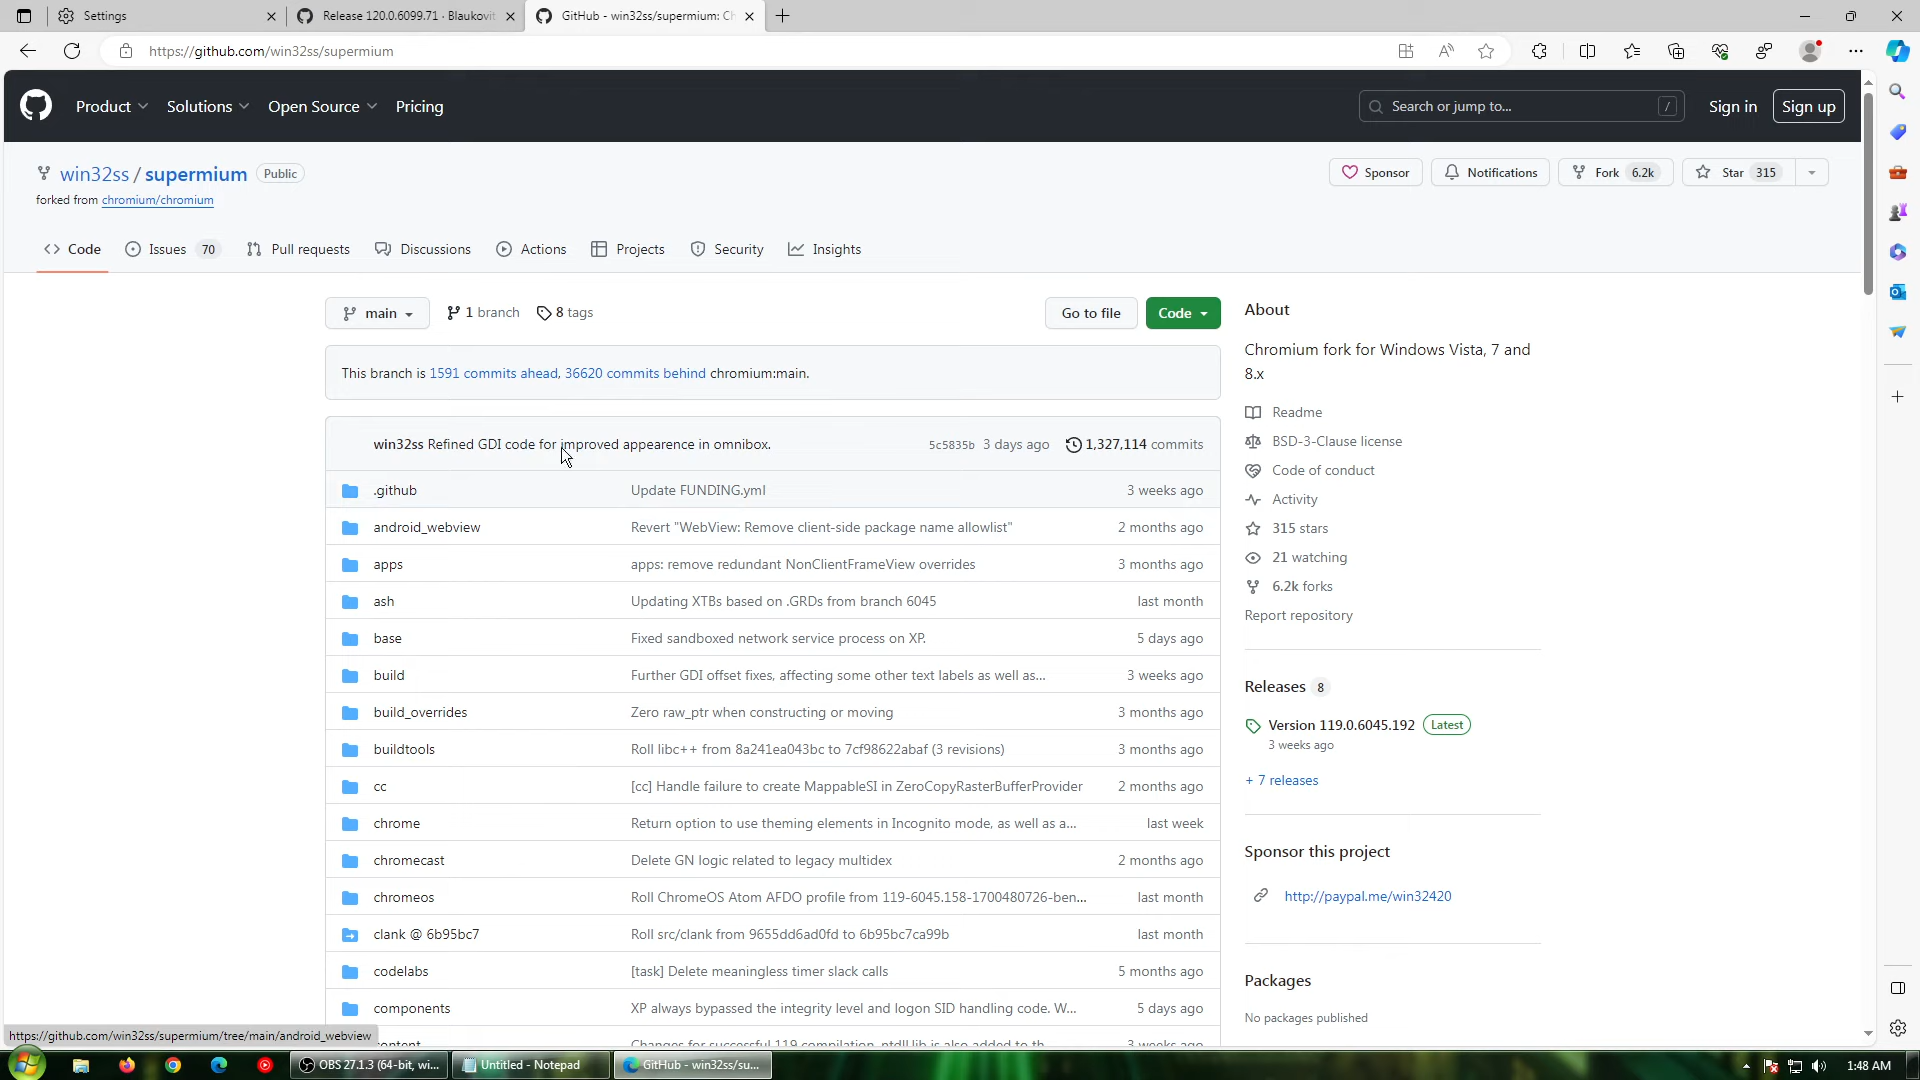 Settings
Release 120.0.6099.71 · Blaukovit
GitHub - win32ss/supermium: Ch
https://github.com/win32ss/supermium
Product
Solutions
Open Source
Pricing
Search or jump to...
/
Sign in
Sign up
win32ss / supermium
Public
forked from chromium/chromium
Sponsor
Notifications
Fork 6.2k
Star 315
Code
Issues 70
Pull requests
Discussions
Actions
Projects
Security
Insights
main
1 branch
8 tags
Go to file
Code
This branch is 1591 commits ahead, 36620 commits behind chromium:main.
win32ss Refined GDI code for improved appearence in omnibox. 5c5835b 3 days ago 1,327,114 commits
.github Update FUNDING.yml 3 weeks ago
android_webview Revert "WebView: Remove client-side package name allowlist" 2 months ago
apps apps: remove redundant NonClientFrameView overrides 3 months ago
ash Updating XTBs based on .GRDs from branch 6045 last month
base Fixed sandboxed network service process on XP. 5 days ago
build Further GDI offset fixes, affecting some other text labels as well as... 3 weeks ago
build_overrides Zero raw_ptr when constructing or moving 3 months ago
buildtools Roll libc++ from 8a241ea043bc to 7cf98622abaf (3 revisions) 3 months ago
cc [cc] Handle failure to create MappableSI in ZeroCopyRasterBufferProvider 2 months ago
chrome Return option to use theming elements in Incognito mode, as well as a... last week
chromecast Delete GN logic related to legacy multidex 2 months ago
chromeos Roll ChromeOS Atom AFDO profile from 119-6045.158-1700480726-ben... last month
clank @ 6b95bc7 Roll src/clank from 9655dd6ad0fd to 6b95bc7ca99b last month
codelabs [task] Delete meaningless timer slack calls 5 months ago
components XP always bypassed the integrity level and logon SID handling code. W... 5 days ago
content Changes for successful 119 compilation. ntdll.lib is also added to th... 3 weeks ago
About
Chromium fork for Windows Vista, 7 and
8.x
Readme
BSD-3-Clause license
Code of conduct
Activity
315 stars
21 watching
6.2k forks
Report repository
Releases 8
Version 119.0.6045.192 Latest
3 weeks ago
+ 7 releases
Sponsor this project
http://paypal.me/win32420
Packages
No packages published
https://github.com/win32ss/supermium/tree/main/android_webview
OBS 27.1.3 (64-bit, wi...
Untitled - Notepad
GitHub - win32ss/su...
1:48 AM